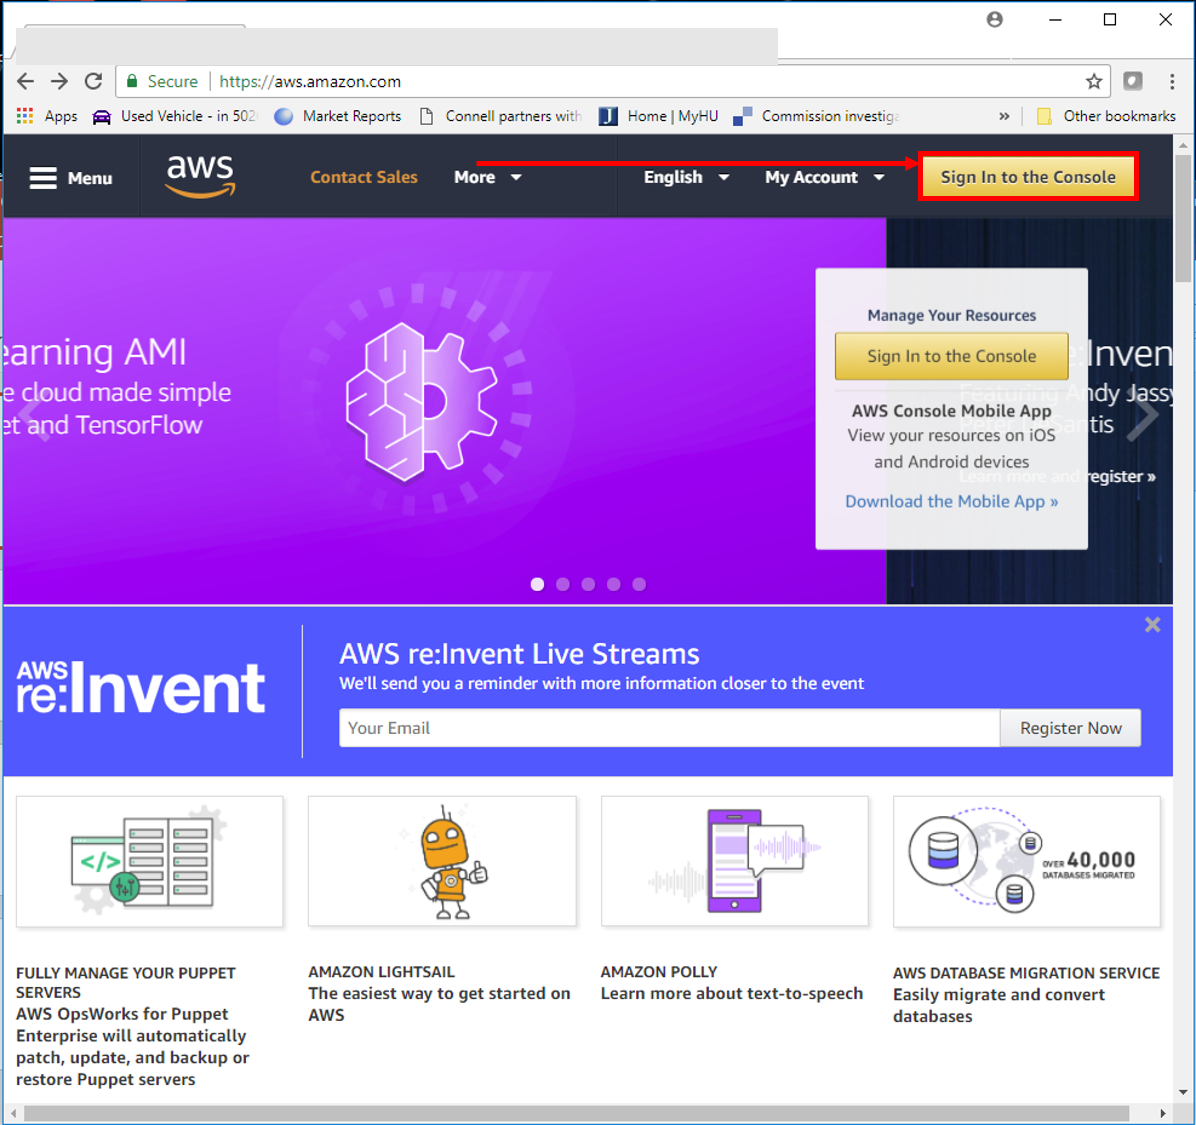 Secure https://aws.amazon.com
Apps Used Vehicle - in 502 Market Reports Connell partners with Home | MyHU Commission investiga » Other bookmarks
Menu aws Contact Sales More English My Account Sign In to the Console
Manage Your Resources
Sign In to the Console
earning AMI
e cloud made simple
et and TensorFlow
AWS Console Mobile App
View your resources on iOS
and Android devices
Download the Mobile App »
e:Invent
Featuring Andy Jassy
Peter DeSantis
Learn more and register »
AWS
re:Invent
AWS re:Invent Live Streams
We'll send you a reminder with more information closer to the event
Your Email Register Now
</>
OVER 40,000
DATABASES MIGRATED
FULLY MANAGE YOUR PUPPET
SERVERS
AWS OpsWorks for Puppet
Enterprise will automatically
patch, update, and backup or
restore Puppet servers
AMAZON LIGHTSAIL
The easiest way to get started on
AWS
AMAZON POLLY
Learn more about text-to-speech
AWS DATABASE MIGRATION SERVICE
Easily migrate and convert
databases